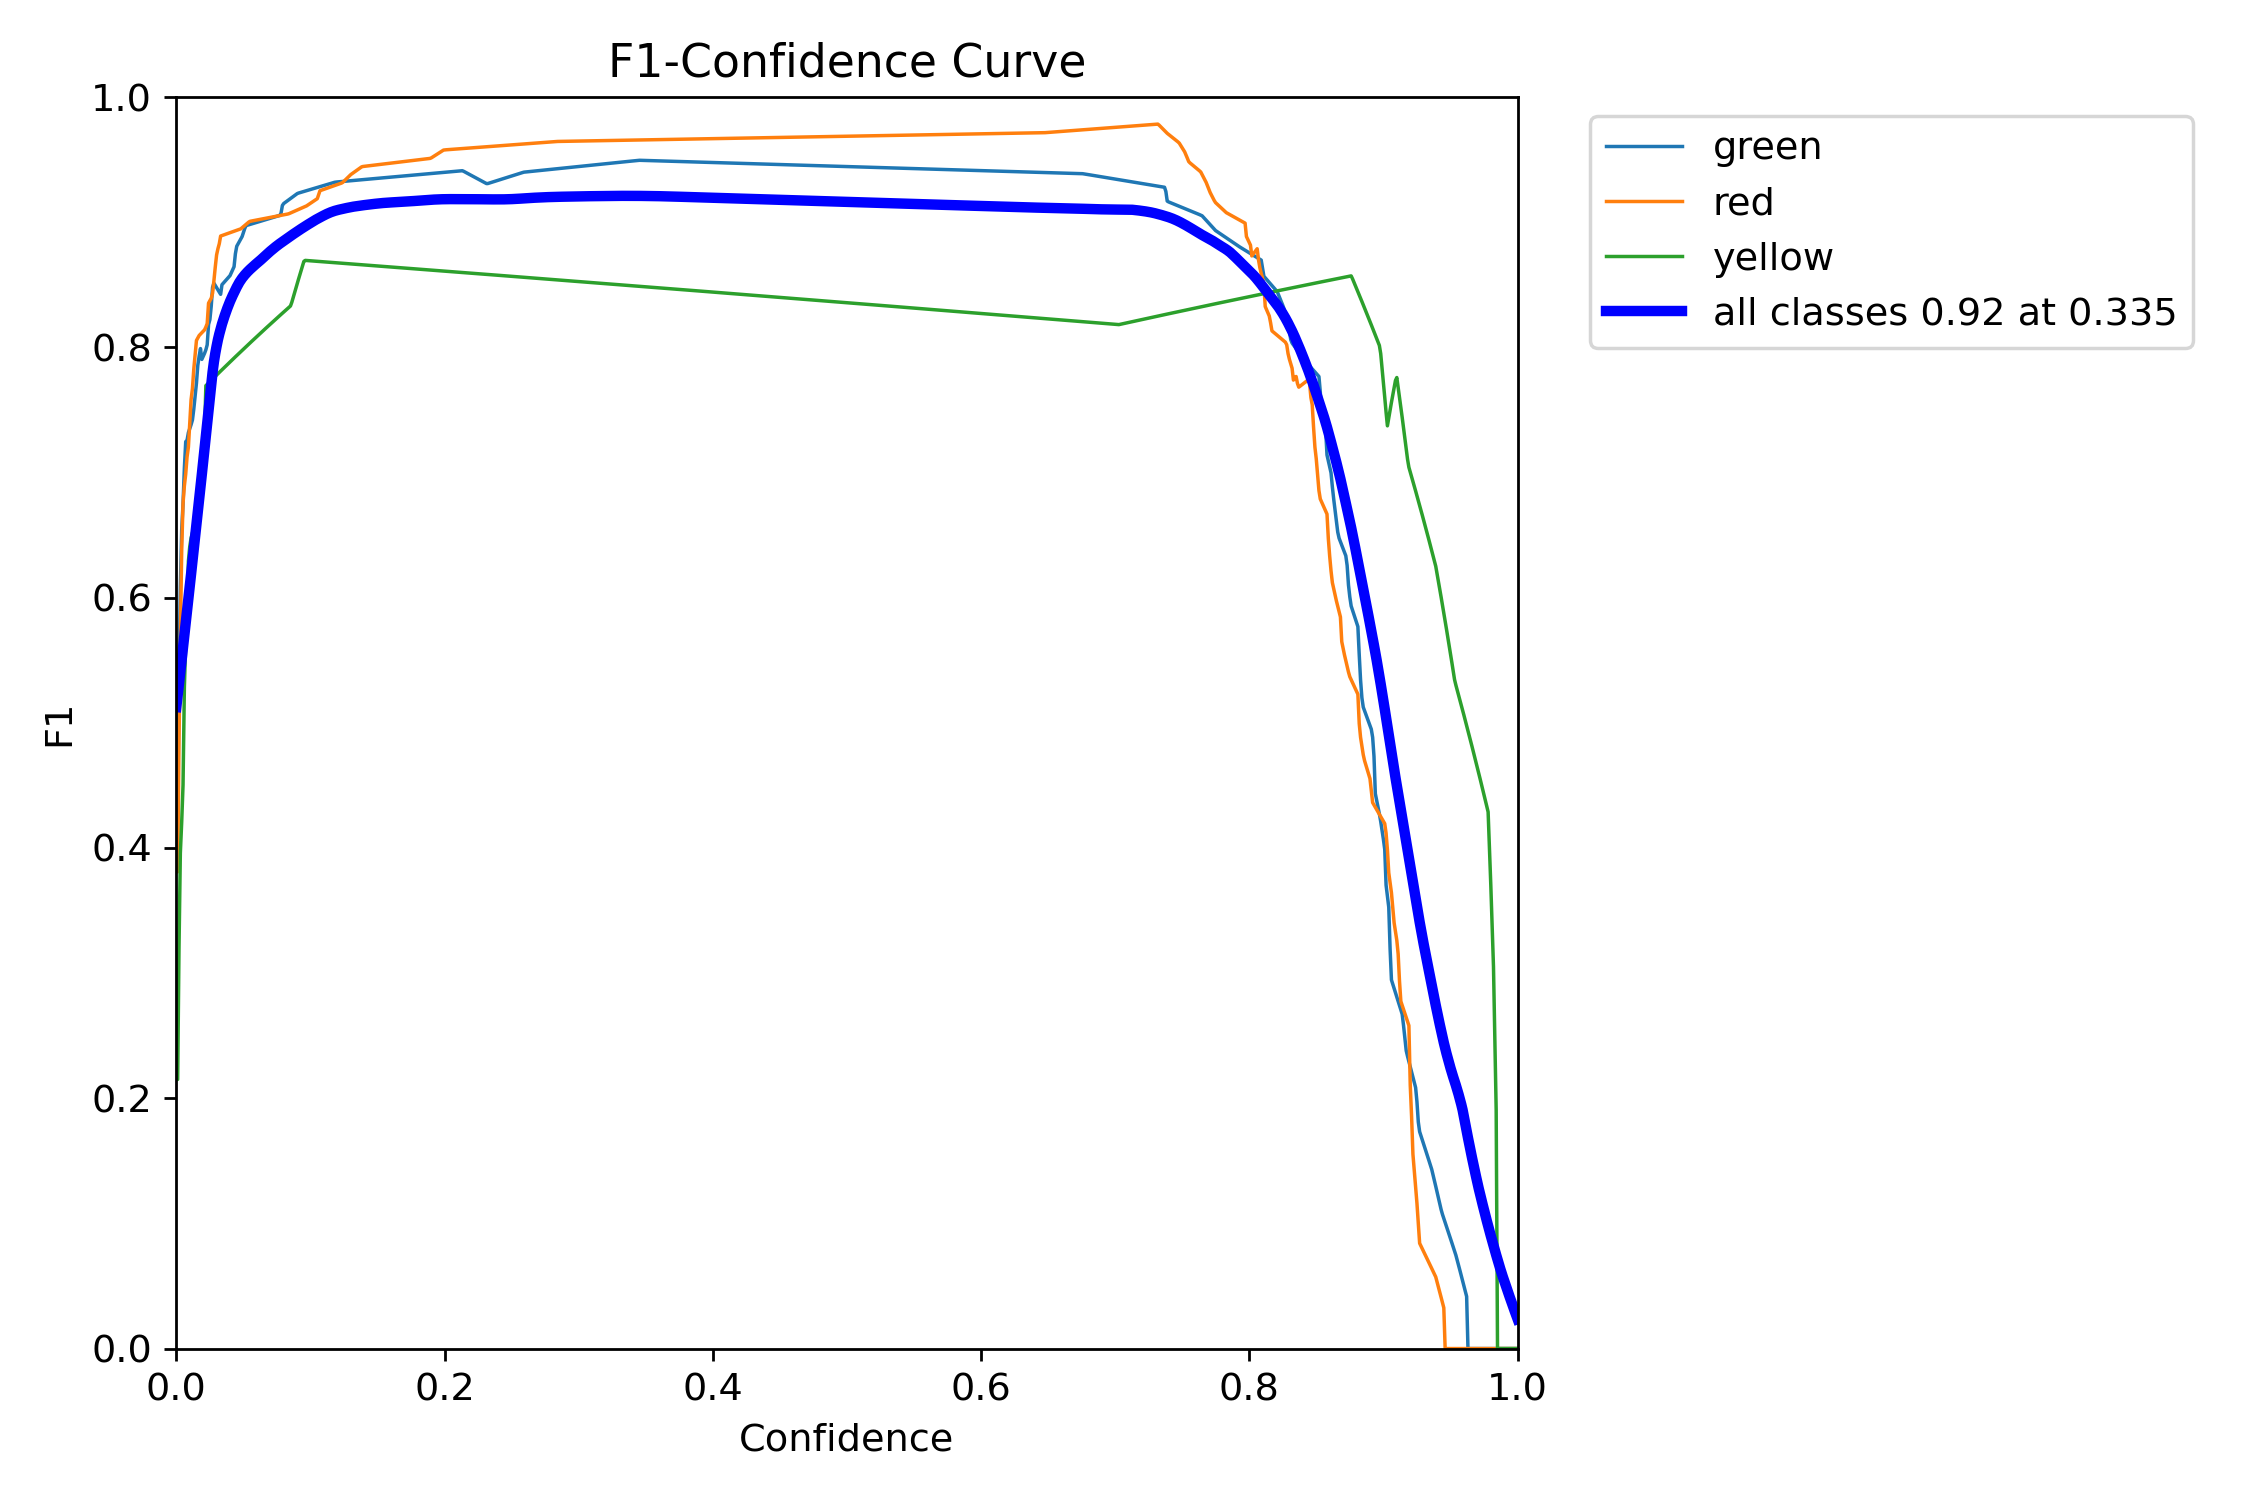 F1-Confidence Curve
1.0
0.8
0.6
0.4
0.2
0.0
F1
0.0 0.2 0.4 0.6 0.8 1.0
Confidence
green
red
yellow
all classes 0.92 at 0.335